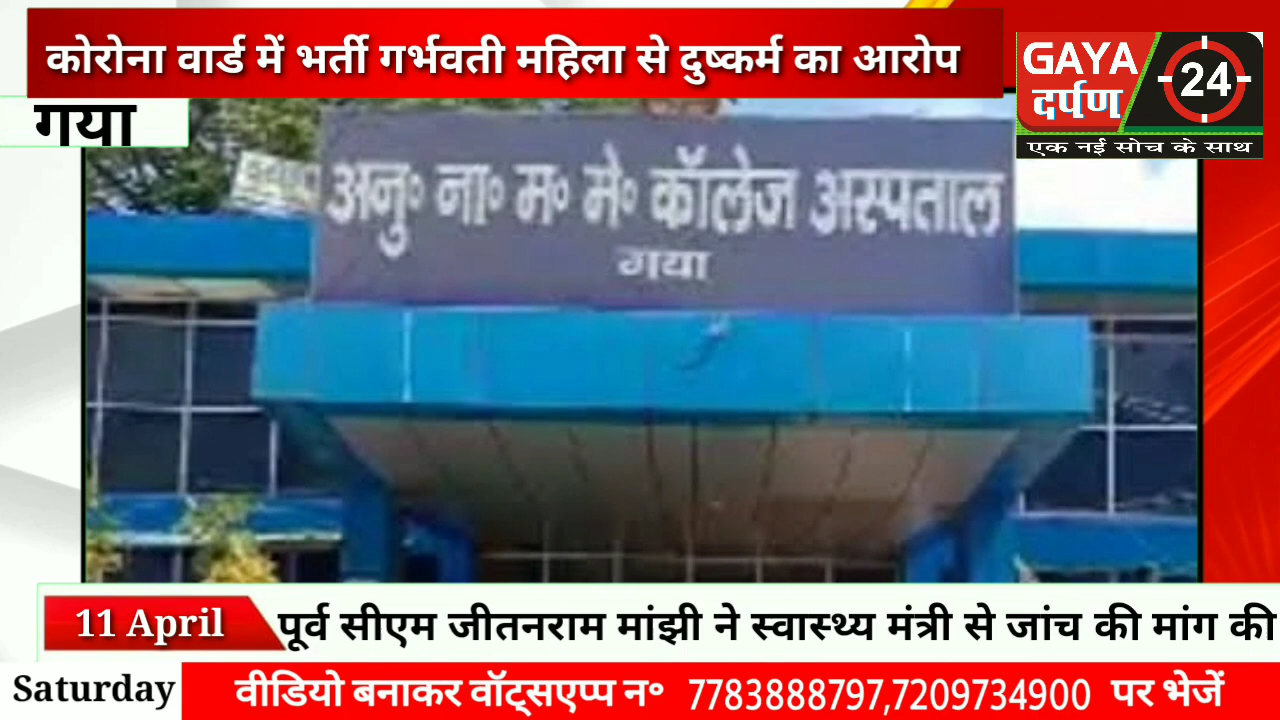 कोरोना वार्ड में भर्ती गर्भवती महिला से दुष्कर्म का आरोप
GAYA
दर्पण
24
एक नई सोच के साथ
गया
अनु० ना० म० मे० कॉलेज अस्पताल
गया
11 April
पूर्व सीएम जीतनराम मांझी ने स्वास्थ्य मंत्री से जांच की मांग की
Saturday
वीडियो बनाकर वॉट्सएप्प न० 7783888797,7209734900 पर भेजें